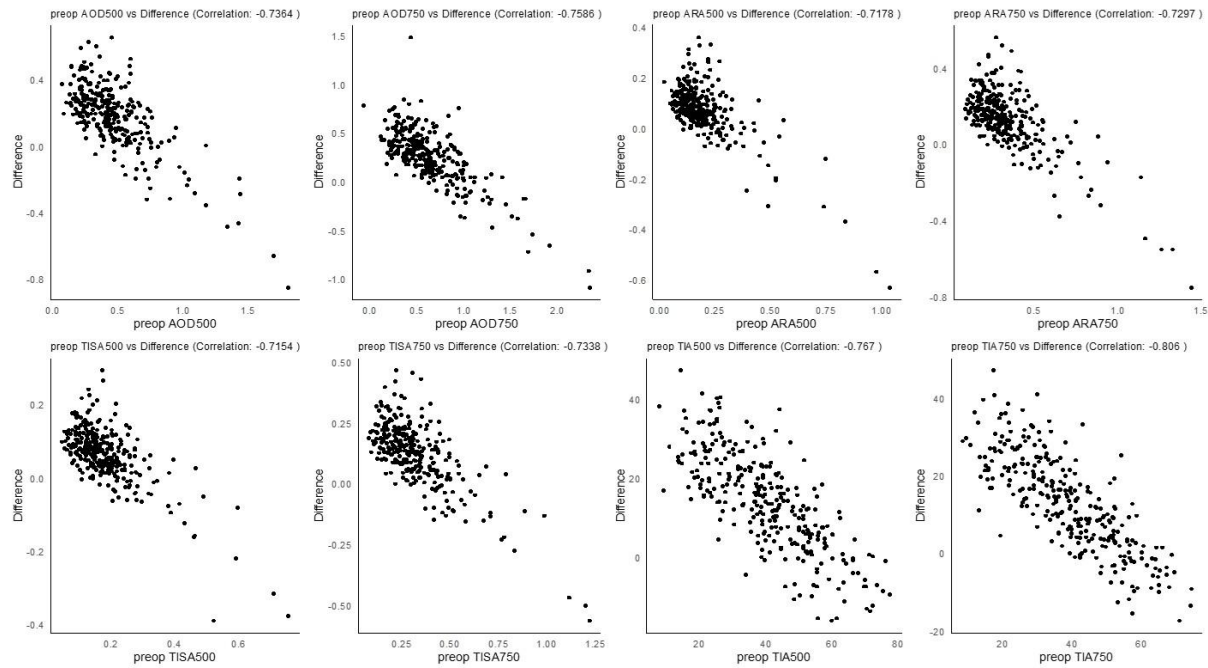 preop AOD500 vs Difference (Correlation: -0.7364 )
Difference
0.4
0.0
-0.4
-0.8
0.0
0.5
1.0
1.5
preop AOD500
preop AOD750 vs Difference (Correlation: -0.7586 )
Difference
1.5
1.0
0.5
0.0
-0.5
-1.0
0.0
0.5
1.0
1.5
2.0
preop AOD750
preop ARA500 vs Difference (Correlation: -0.7178 )
Difference
0.4
0.2
0.0
-0.2
-0.4
-0.6
0.00
0.25
0.50
0.75
1.00
preop ARA500
preop ARA750 vs Difference (Correlation: -0.7297 )
Difference
0.4
0.0
-0.4
-0.8
0.5
1.0
1.5
preop ARA750
preop TISA500 vs Difference (Correlation: -0.7154 )
Difference
0.2
0.0
-0.2
-0.4
0.2
0.4
0.6
preop TISA500
preop TISA750 vs Difference (Correlation: -0.7338 )
Difference
0.50
0.25
0.00
-0.25
-0.50
0.25
0.50
0.75
1.00
1.25
preop TISA750
preop TIA500 vs Difference (Correlation: -0.767 )
Difference
40
20
0
20
40
60
80
preop TIA500
preop TIA750 vs Difference (Correlation: -0.806 )
Difference
40
20
0
-20
20
40
60
preop TIA750